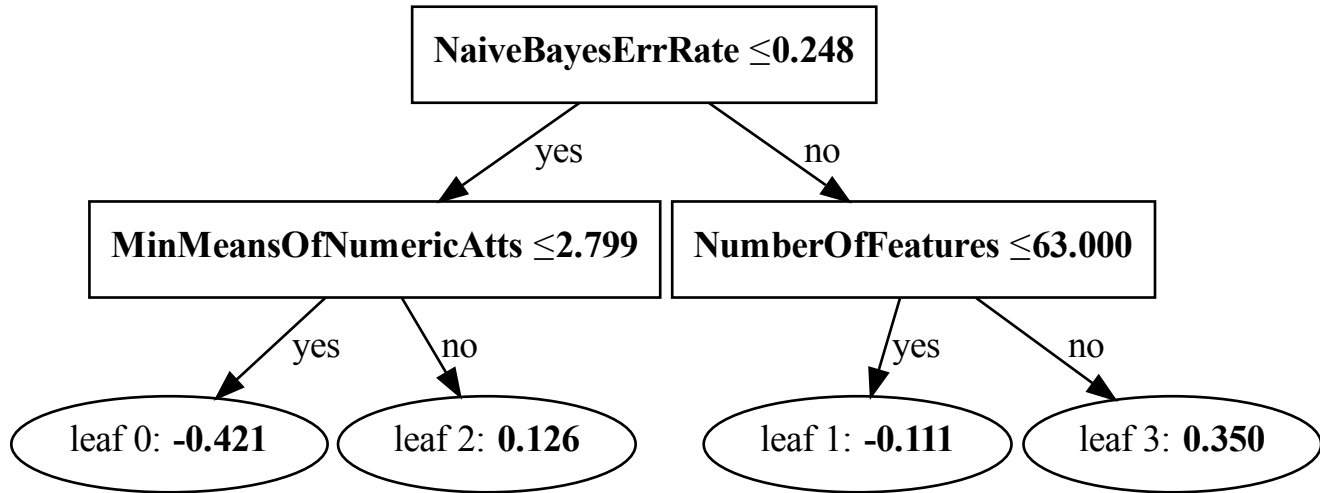 NaiveBayesErrRate ≤0.248
yes
no
MinMeansOfNumericAtts ≤2.799
NumberOfFeatures ≤63.000
yes
no
yes
no
leaf 0: -0.421
leaf 2: 0.126
leaf 1: -0.111
leaf 3: 0.350